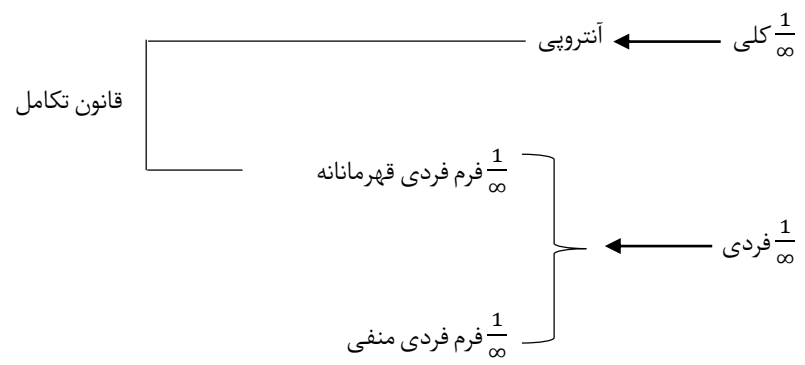 1/∞ کلی
آنتروپی
قانون تکامل
1/∞ فرم فردی قهرمانانه
1/∞ فردی
1/∞ فرم فردی منفی